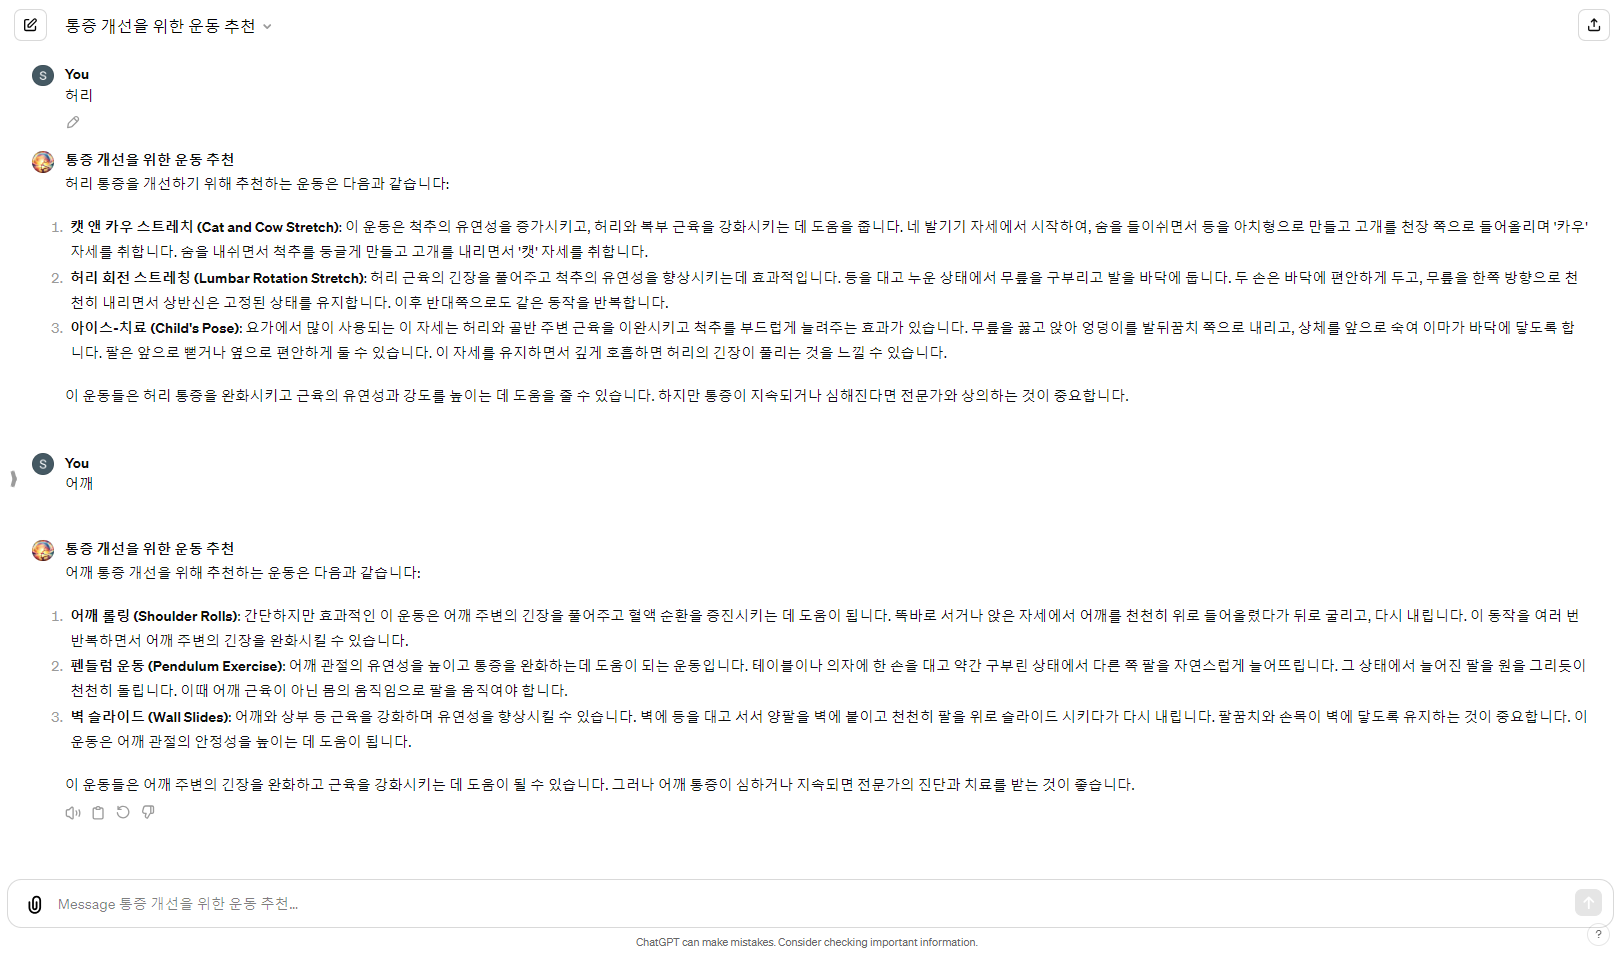 통증 개선을 위한 운동 추천
S
You
허리
통증 개선을 위한 운동 추천
허리 통증을 개선하기 위해 추천하는 운동은 다음과 같습니다:
1. 캣 앤 카우 스트레치 (Cat and Cow Stretch): 이 운동은 척추의 유연성을 증가시키고, 허리와 복부 근육을 강화시키는 데 도움을 줍니다. 네 발기기 자세에서 시작하여, 숨을 들이쉬면서 등을 아치형으로 만들고 고개를 천장 쪽으로 들어올리며 '카우'
자세를 취합니다. 숨을 내쉬면서 척추를 둥글게 만들고 고개를 내리면서 '캣' 자세를 취합니다.
2. 허리 회전 스트레칭 (Lumbar Rotation Stretch): 허리 근육의 긴장을 풀어주고 척추의 유연성을 향상시키는데 효과적입니다. 등을 대고 누운 상태에서 무릎을 구부리고 발을 바닥에 둡니다. 두 손은 바닥에 편안하게 두고, 무릎을 한쪽 방향으로 천
천히 내리면서 상반신은 고정된 상태를 유지합니다. 이후 반대쪽으로도 같은 동작을 반복합니다.
3. 아이스-치료 (Child's Pose): 요가에서 많이 사용되는 이 자세는 허리와 골반 주변 근육을 이완시키고 척추를 부드럽게 늘려주는 효과가 있습니다. 무릎을 꿇고 앉아 엉덩이를 발뒤꿈치 쪽으로 내리고, 상체를 앞으로 숙여 이마가 바닥에 닿도록 합
니다. 팔은 앞으로 뻗거나 옆으로 편안하게 둘 수 있습니다. 이 자세를 유지하면서 깊게 호흡하면 허리의 긴장이 풀리는 것을 느낄 수 있습니다.
이 운동들은 허리 통증을 완화시키고 근육의 유연성과 강도를 높이는 데 도움을 줄 수 있습니다. 하지만 통증이 지속되거나 심해진다면 전문가와 상의하는 것이 중요합니다.
S
You
어깨
통증 개선을 위한 운동 추천
어깨 통증 개선을 위해 추천하는 운동은 다음과 같습니다:
1. 어깨 롤링 (Shoulder Rolls): 간단하지만 효과적인 이 운동은 어깨 주변의 긴장을 풀어주고 혈액 순환을 증진시키는 데 도움이 됩니다. 똑바로 서거나 앉은 자세에서 어깨를 천천히 위로 들어올렸다가 뒤로 굴리고, 다시 내립니다. 이 동작을 여러 번
반복하면서 어깨 주변의 긴장을 완화시킬 수 있습니다.
2. 펜듈럼 운동 (Pendulum Exercise): 어깨 관절의 유연성을 높이고 통증을 완화하는데 도움이 되는 운동입니다. 테이블이나 의자에 한 손을 대고 약간 구부린 상태에서 다른 쪽 팔을 자연스럽게 늘어뜨립니다. 그 상태에서 늘어진 팔을 원을 그리듯이
천천히 돌립니다. 이때 어깨 근육이 아닌 몸의 움직임으로 팔을 움직여야 합니다.
3. 벽 슬라이드 (Wall Slides): 어깨와 상부 등 근육을 강화하며 유연성을 향상시킬 수 있습니다. 벽에 등을 대고 서서 양팔을 벽에 붙이고 천천히 팔을 위로 슬라이드 시키다가 다시 내립니다. 팔꿈치와 손목이 벽에 닿도록 유지하는 것이 중요합니다. 이
운동은 어깨 관절의 안정성을 높이는 데 도움이 됩니다.
이 운동들은 어깨 주변의 긴장을 완화하고 근육을 강화시키는 데 도움이 될 수 있습니다. 그러나 어깨 통증이 심하거나 지속되면 전문가의 진단과 치료를 받는 것이 좋습니다.
Message 통증 개선을 위한 운동 추천...
ChatGPT can make mistakes. Consider checking important information.
?